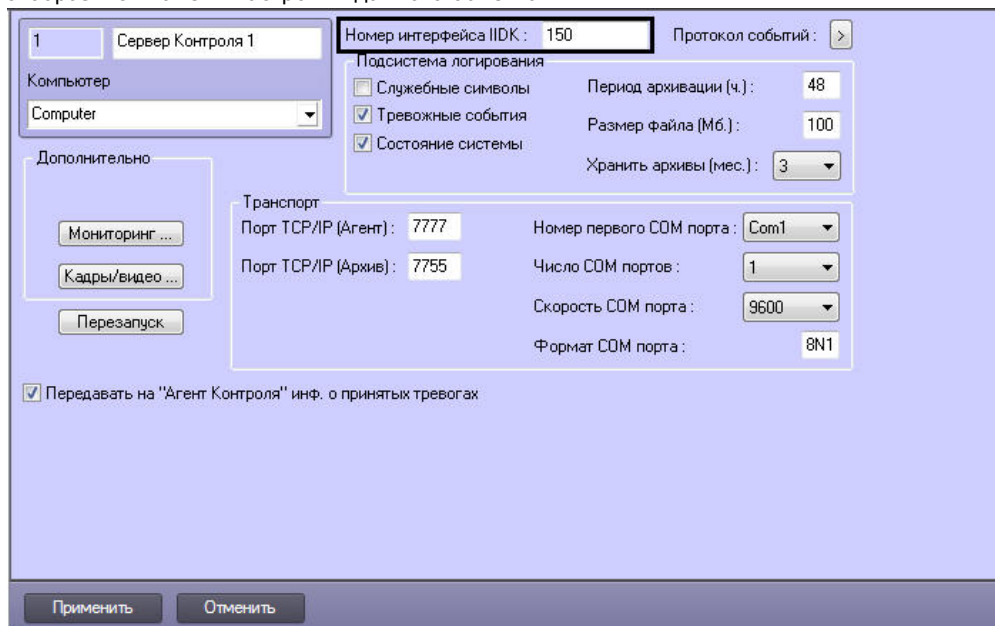 1 Сервер Контроля 1
Компьютер
Computer
Номер интерфейса IIDK : 150
Протокол событий : >
Подсистема логирования
Служебные символы
Тревожные события
Состояние системы
Период архивации (ч.) : 48
Размер файла (Мб.) : 100
Хранить архивы (мес.) : 3
Дополнительно
Мониторинг ...
Кадры/видео ...
Перезапуск
Транспорт
Порт TCP/IP (Агент) : 7777
Порт TCP/IP (Архив) : 7755
Номер первого COM порта : Com1
Число COM портов : 1
Скорость COM порта : 9600
Формат COM порта : 8N1
Передавать на "Агент Контроля" инф. о принятых тревогах
Применить Отменить